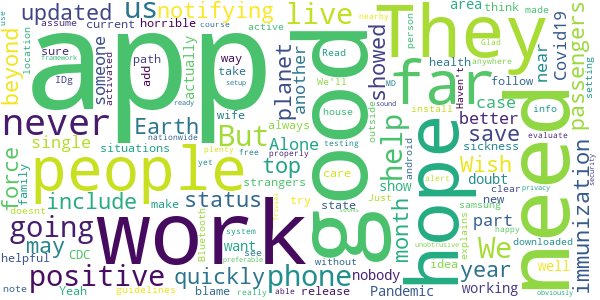 app
good
need
work
people
They
hope
far
But
never
phone
positive
going
help
We
us
live
updated
notifying
beyond
someone
showed
planet
another
Earth
Alone
top
save
Wish
include
status
quickly
force
single
situations
may
month
year
case
near
area
Covid19
passengers
immunization
better
doubt
part
well
working
sickness
health
think
made
current
horrible
active
course
use
assume
sure
location
IDg
activated
path
add
actually
way
take
wife
always
strangers
state
try
want
make
family
helpful
CDC
Yeah
guidelines
note
blame
release
Pandemic
nobody
without
show
idea
explains
downloaded
new
clear
samsung
android
install
follow
info
evaluate
Haven't
MD
Read
We'll
house
outside
testing
care
Just
plenty
free
properly
nationwide
yet
doesnt
system
Bluetooth
see
really
able
preferable
setup
ready
framework
sound
nearby
person
Glad
anywhere
setting
privacy
security
happy
alert
unobtrusive
obviously